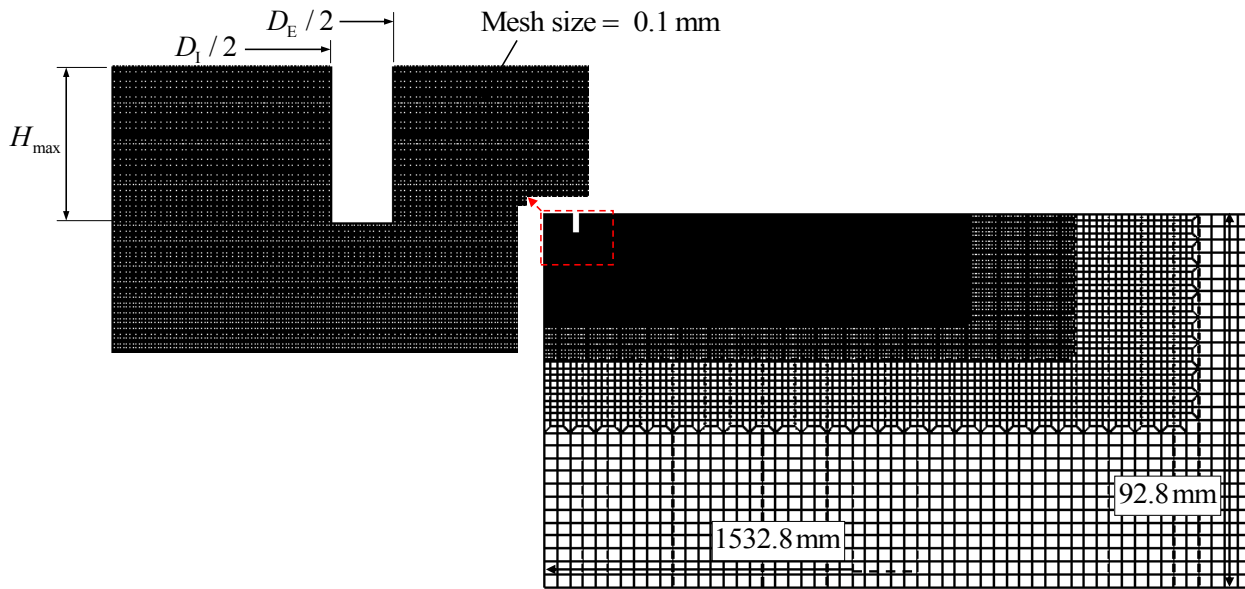 D_E / 2
Mesh size = 0.1 mm
D_I / 2
H_max
92.8 mm
1532.8 mm